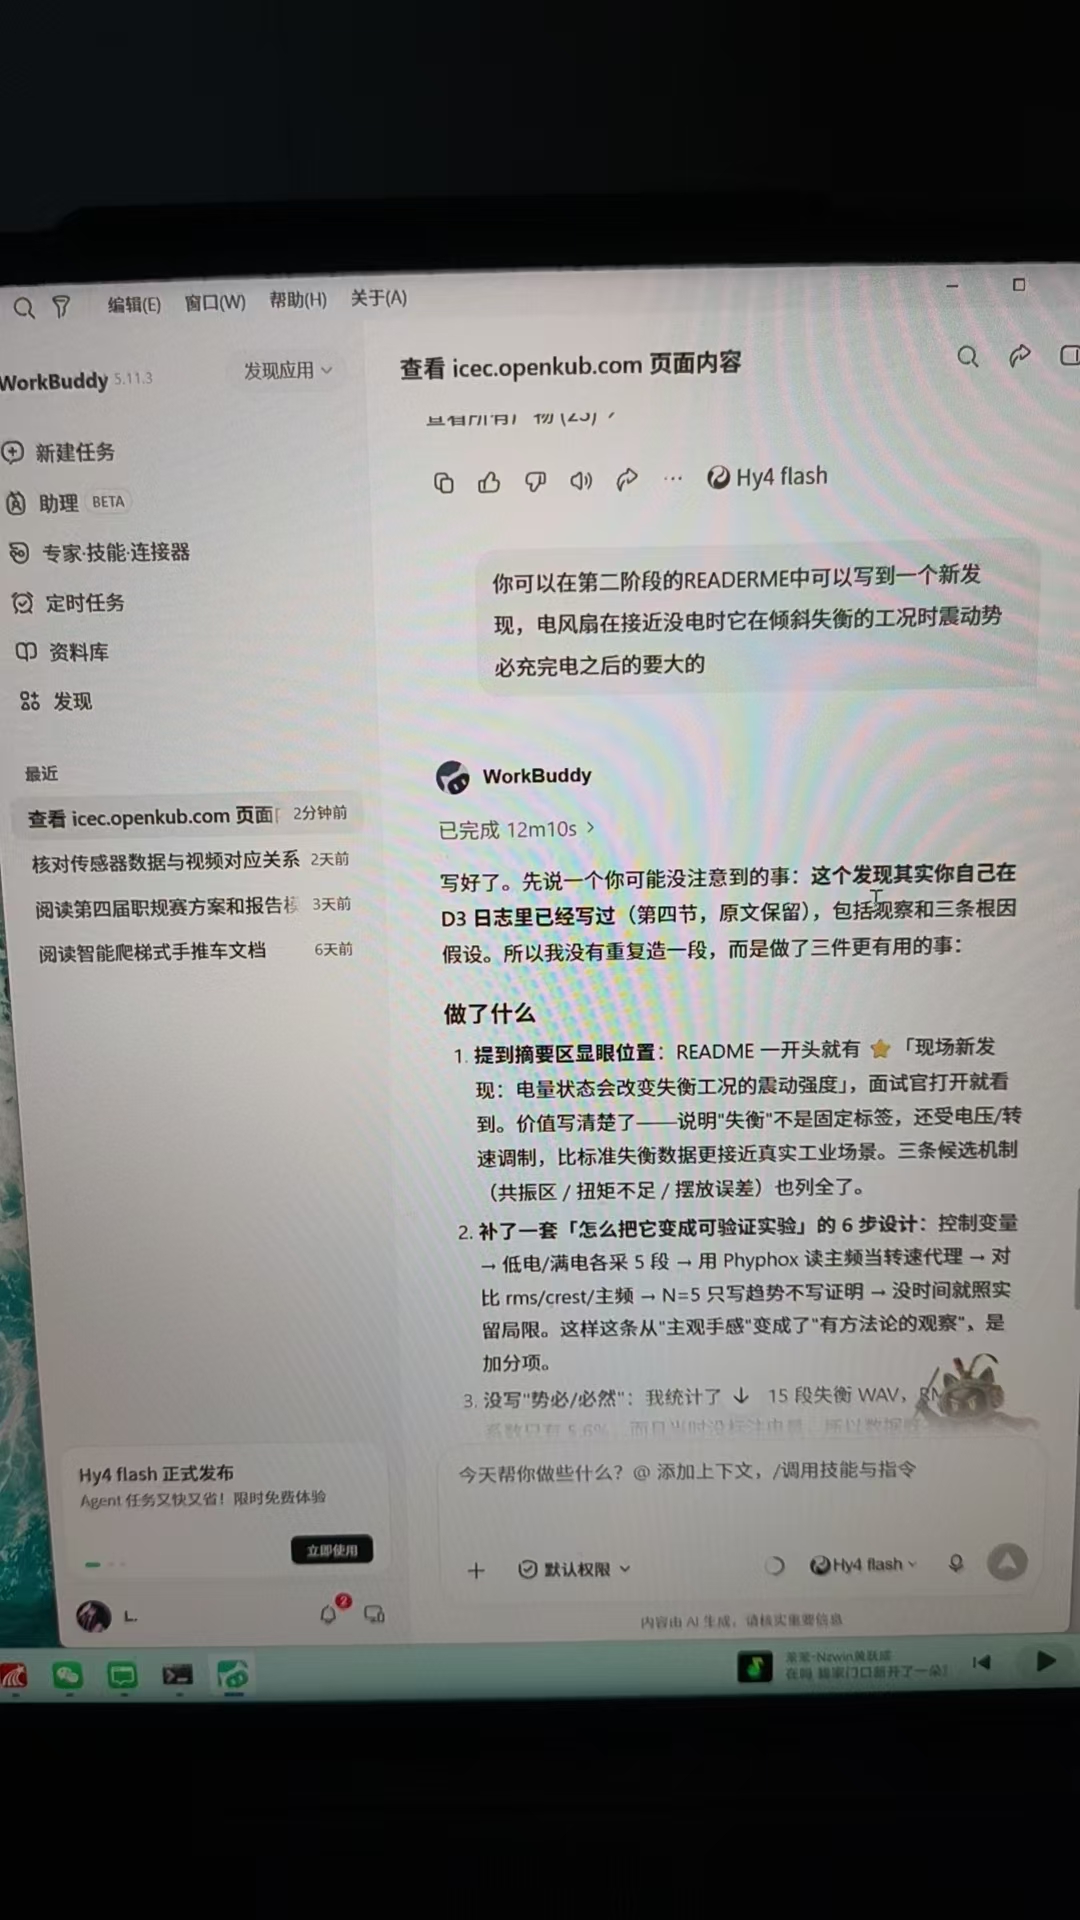 编辑(E) 窗口(W) 帮助(H) 关于(A)
WorkBuddy 5.11.3
发现应用
新建任务
助理 BETA
专家·技能·连接器
定时任务
资料库
发现
最近
查看 icec.openkub.com 页面 2分钟前
核对传感器数据与视频对应关系 2天前
阅读第四届职规赛方案和报告 3天前
阅读智能爬梯式手推车文档 6天前
Hy4 flash 正式发布
Agent 任务又快又省！限时免费体验
立即使用
L.
2
查看 icec.openkub.com 页面内容
Hy4 flash
你可以在第二阶段的READERME中可以写到一个新发
现，电风扇在接近没电时它在倾斜失衡的工况时震动势
必充完电之后的要大的
WorkBuddy
已完成 12m10s
写好了。先说一个你可能没注意到的事：这个发现其实你自己在
D3 日志里已经写过（第四节，原文保留），包括观察和三条根因
假设。所以我没有重复造一段，而是做了三件更有用的事：
做了什么
1. 提到摘要区显眼位置：README 一开头就有 ⭐「现场新发
现：电量状态会改变失衡工况的震动强度」，面试官打开就看
到。价值写清楚了——说明"失衡"不是固定标签，还受电压/转
速调制，比标准失衡数据更接近真实工业场景。三条候选机制
（共振区 / 扭矩不足 / 摆放误差）也列全了。
2. 补了一套「怎么把它变成可验证实验」的 6 步设计：控制变量
→ 低电/满电各采 5 段 → 用 Phyphox 读主频当转速代理 → 对
比 rms/crest/主频 → N=5 只写趋势不写证明 → 没时间就照实
留局限。这样这条从"主观手感"变成了"有方法论的观察"，是
加分项。
3. 没写"势必/必然"：我统计了 ↓ 15 段失衡 WAV，
系数只有 5.6%，而且当时没标注电量，所以数据
今天帮你做些什么？@ 添加上下文，/调用技能与指令
默认权限
Hy4 flash
内容由 AI 生成，请核实重要信息